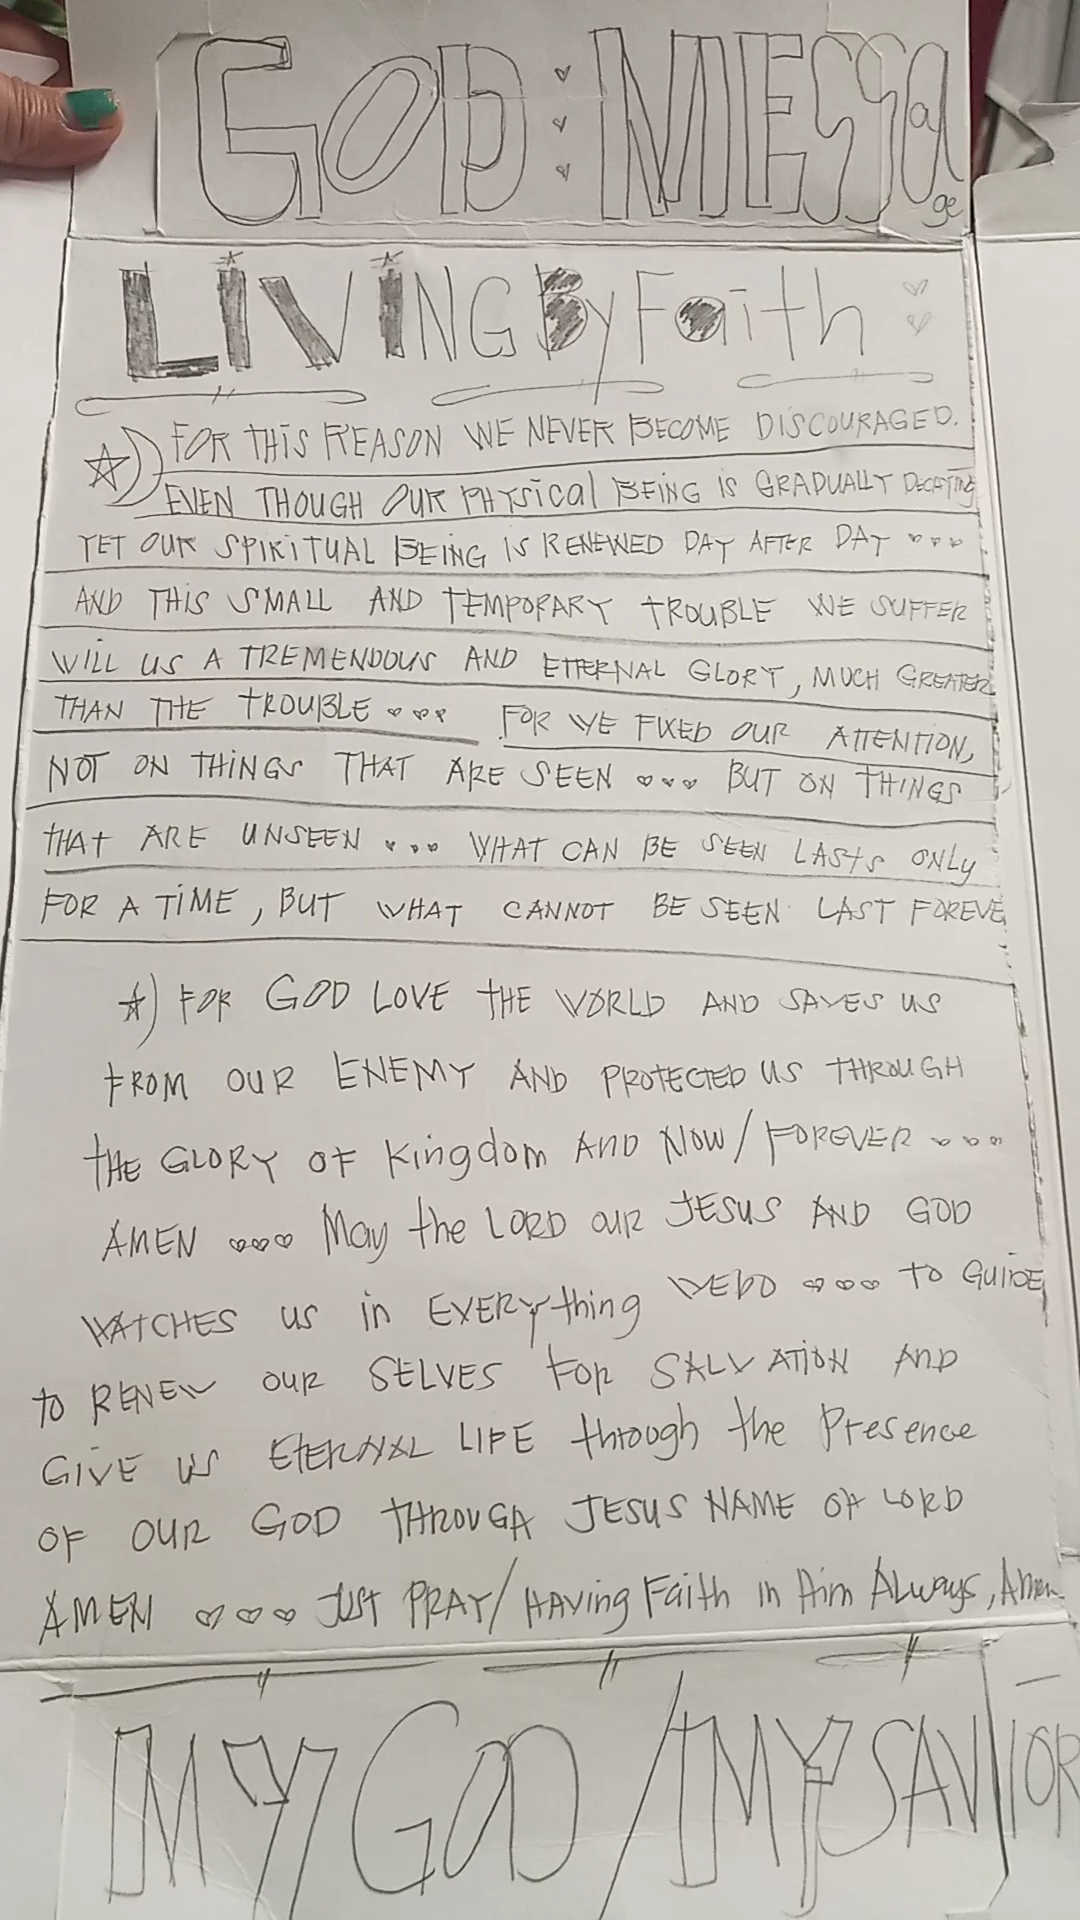 GOD: MESSAge
LIVING By Faith
FOR THIS REASON WE NEVER BECOME DISCOURAGED.
EVEN THOUGH OUR PHYSical BEING IS GRADUALLY DECAYING
YET OUR SPIRITUAL BEING IS RENEWED DAY AFTER DAY ...
AND THIS SMALL AND TEMPORARY TROUBLE WE SUFFER
WILL US A TREMENDOUS AND ETERNAL GLORY, MUCH GREATER
THAN THE TROUBLE ... FOR WE FIXED OUR ATTENTION,
NOT ON THINGS THAT ARE SEEN ... BUT ON THINGS
THAT ARE UNSEEN ... WHAT CAN BE SEEN LASTS ONLY
FOR A TIME, BUT WHAT CANNOT BE SEEN LAST FOREVE
☆) FOR GOD LOVE THE WORLD AND SAVES US
FROM OUR ENEMY AND PROTECTED US THROUGH
THE GLORY OF Kingdom AND NOW/FOREVER ...
AMEN ... May the LORD OUR JESUS AND GOD
WATCHES US in EVERYthing WEDO ... TO GUIDE
TO RENEW OUR SELVES FOR SALVATION AND
GIVE US ETERNAL LIFE through the Presence
OF OUR GOD THROUGA JESUS NAME OF LORD
AMEN ... JUST PRAY/HAVING Faith in Him Always, Amen
MY GOD/MY SAVIOR